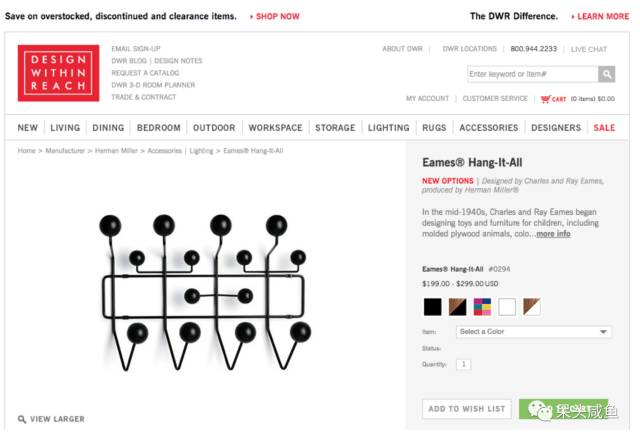 Save on overstocked, discontinued and clearance items. ▸ SHOP NOW
The DWR Difference. ▸ LEARN MORE
DESIGN
WITHIN
REACH
EMAIL SIGN-UP
DWR BLOG | DESIGN NOTES
REQUEST A CATALOG
DWR 3-D ROOM PLANNER
TRADE & CONTRACT
ABOUT DWR | DWR LOCATIONS | 800.944.2233 | LIVE CHAT
Enter keyword or Item#
MY ACCOUNT | CUSTOMER SERVICE | CART (0 items) $0.00
NEW LIVING DINING BEDROOM OUTDOOR WORKSPACE STORAGE LIGHTING RUGS ACCESSORIES DESIGNERS SALE
Home > Manufacturer > Herman Miller > Accessories | Lighting > Eames® Hang-It-All
Eames® Hang-It-All
NEW OPTIONS | Designed by Charles and Ray Eames,
produced by Herman Miller®
In the mid-1940s, Charles and Ray Eames began
designing toys and furniture for children, including
molded plywood animals, colo...more info
Eames® Hang-It-All #0294
$199.00 - $299.00 USD
Item: Select a Color
Status:
Quantity: 1
VIEW LARGER
ADD TO WISH LIST
呆头咸鱼